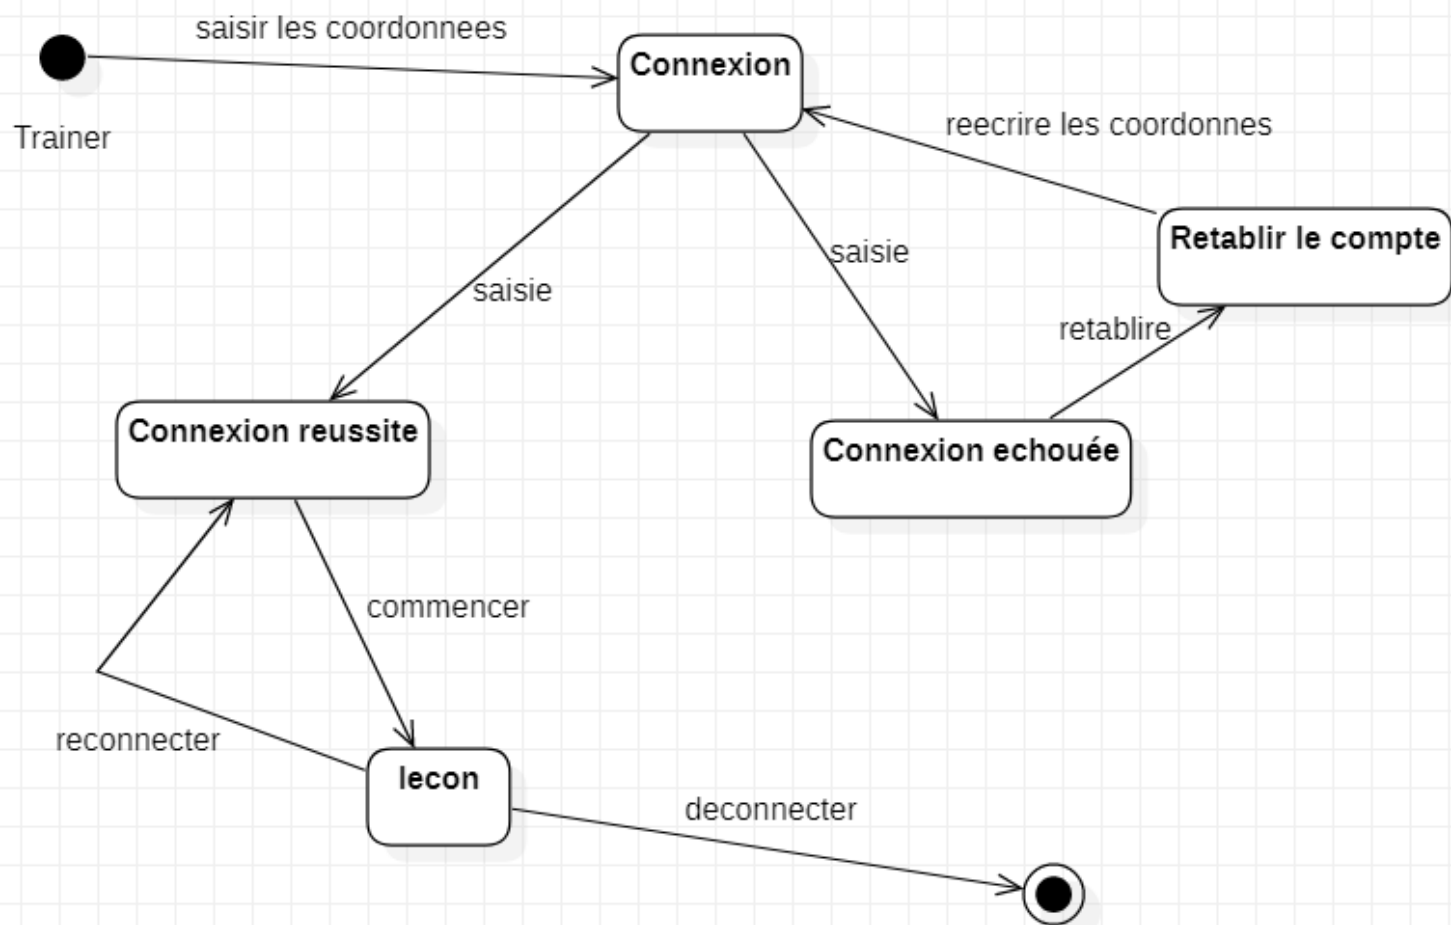 saisir les coordonnees
Connexion
Trainer
reecrire les coordonnes
Retablir le compte
saisie
saisie
retablire
Connexion reussite
Connexion echouée
commencer
reconnecter
lecon
deconnecter